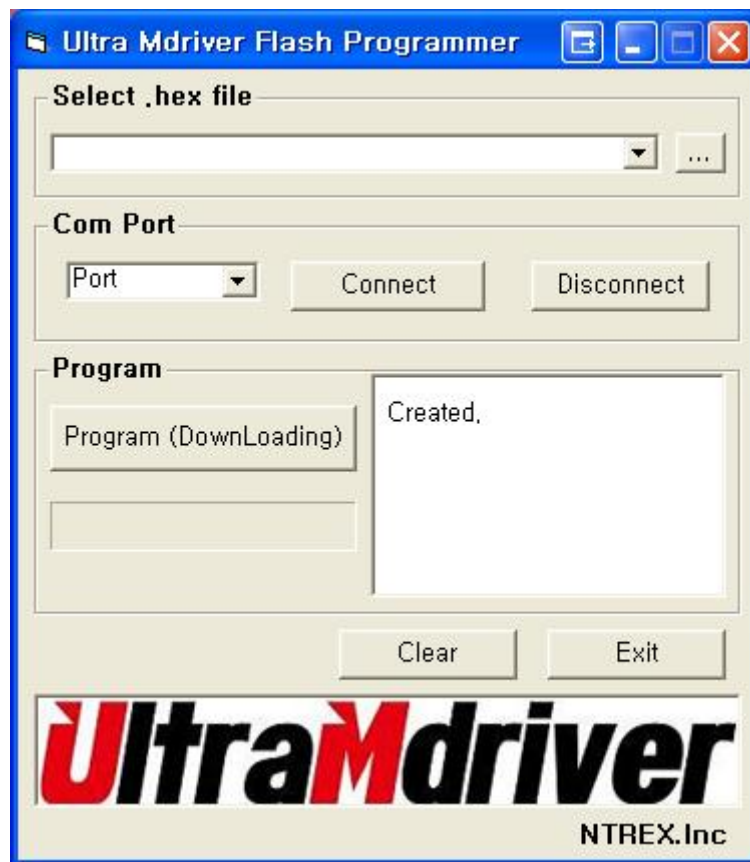 Ultra Mdriver Flash Programmer
Select .hex file
...
Com Port
Port
Connect
Disconnect
Program
Program (DownLoading)
Created.
Clear
Exit
UltraMdriver
NTREX.Inc